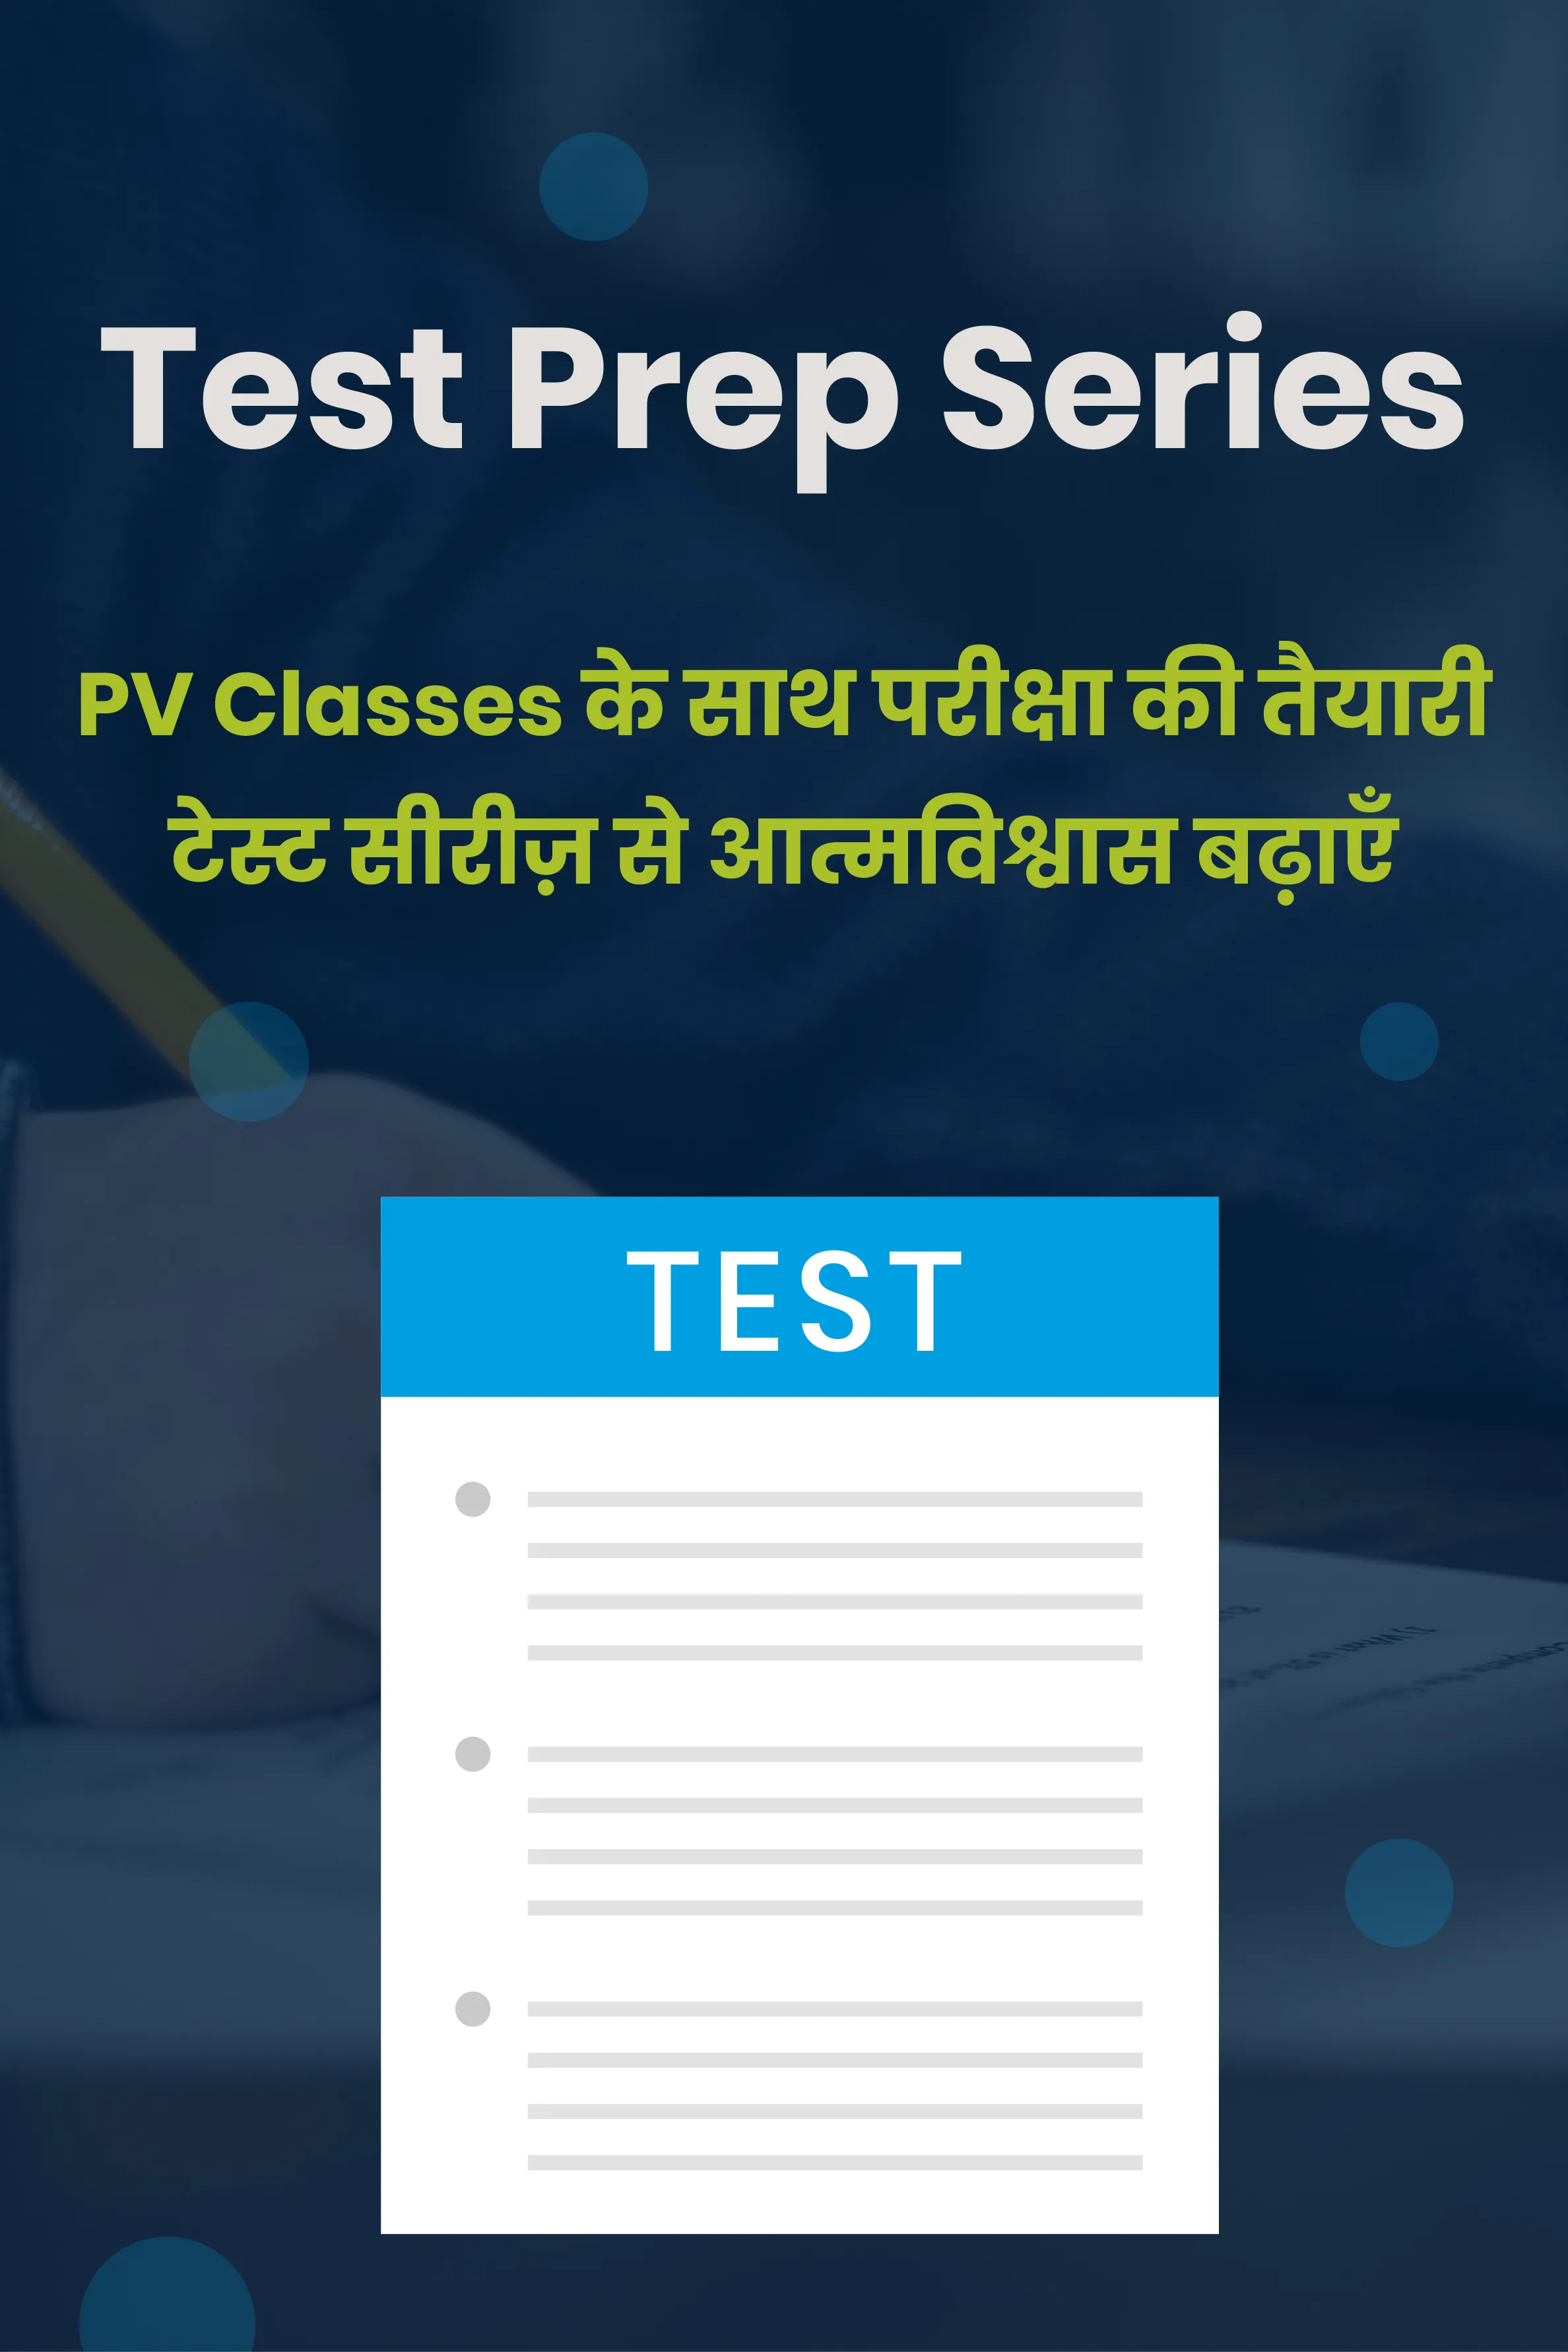 Test Prep Series
PV Classes के साथ परीक्षा की तैयारी
टेस्ट सीरीज़ से आत्मविश्वास बढ़ाएँ
TEST